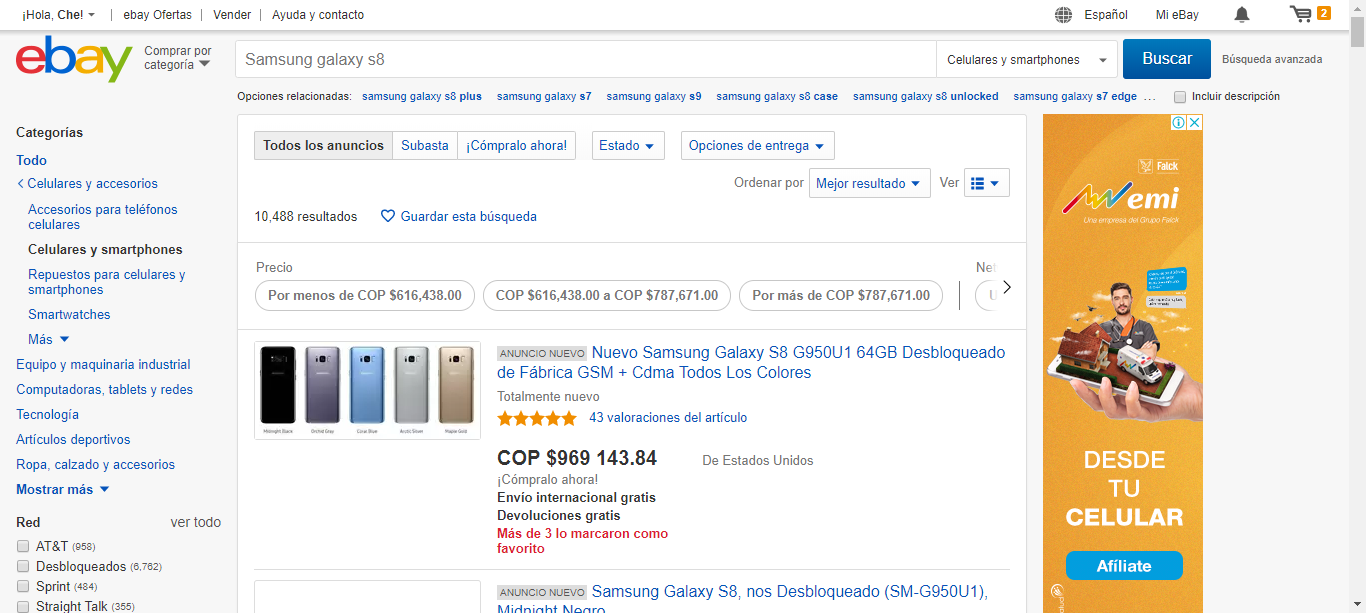 ¡Hola, Che!
ebay Ofertas
Vender
Ayuda y contacto
Español
Mi eBay
2
ebay
Comprar por
categoría
Samsung galaxy s8
Celulares y smartphones
Buscar
Búsqueda avanzada
Opciones relacionadas: samsung galaxy s8 plus samsung galaxy s7 samsung galaxy s9 samsung galaxy s8 case samsung galaxy s8 unlocked samsung galaxy s7 edge ...
Incluir descripción
Categorías
Todo
Celulares y accesorios
Accesorios para teléfonos
celulares
Celulares y smartphones
Repuestos para celulares y
smartphones
Smartwatches
Más
Equipo y maquinaria industrial
Computadoras, tablets y redes
Tecnología
Artículos deportivos
Ropa, calzado y accesorios
Mostrar más
Red
ver todo
AT&T (958)
Desbloqueados (6,762)
Sprint (484)
Straight Talk (355)
Todos los anuncios
Subasta
¡Cómpralo ahora!
Estado
Opciones de entrega
Ordenar por
Mejor resultado
Ver
10,488 resultados
Guardar esta búsqueda
Precio
Por menos de COP $616,438.00
COP $616,438.00 a COP $787,671.00
Por más de COP $787,671.00
Midnight Black
Orchid Gray
Coral Blue
Arctic Silver
Maple Gold
ANUNCIO NUEVO Nuevo Samsung Galaxy S8 G950U1 64GB Desbloqueado
de Fábrica GSM + Cdma Todos Los Colores
Totalmente nuevo
43 valoraciones del artículo
COP $969 143.84
De Estados Unidos
¡Cómpralo ahora!
Envío internacional gratis
Devoluciones gratis
Más de 3 lo marcaron como
favorito
ANUNCIO NUEVO Samsung Galaxy S8, nos Desbloqueado (SM-G950U1),
Midnight Negro
Falck
emi
Una empresa del Grupo Falck
DESDE
TU
CELULAR
Afíliate